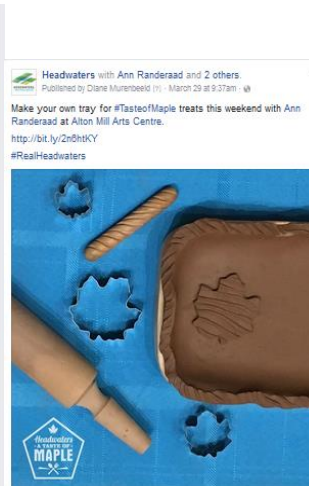 Headwaters with Ann Randeraad and 2 others.
Published by Diane Murenbeeld [?] · March 29 at 9:37am ·
Make your own tray for #TasteofMaple treats this weekend with Ann
Randeraad at Alton Mill Arts Centre.
http://bit.ly/2n6htKY
#RealHeadwaters
Headwaters
A TASTE OF
MAPLE